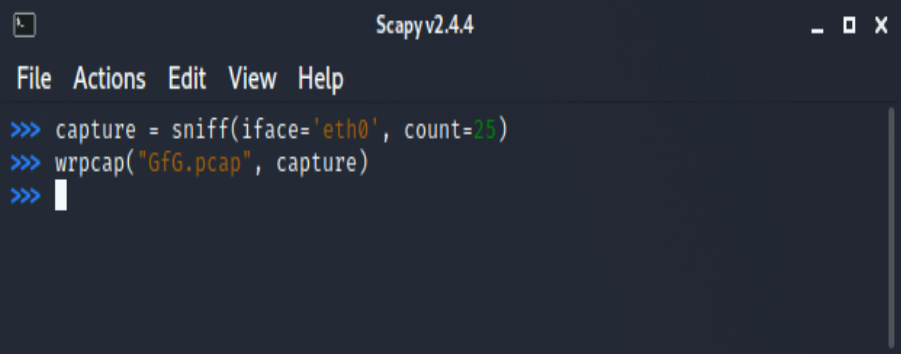 Scapy v2.4.4
File Actions Edit View Help
>>> capture = sniff(iface='eth0', count=25)
>>> wrpcap("GfG.pcap", capture)
>>>